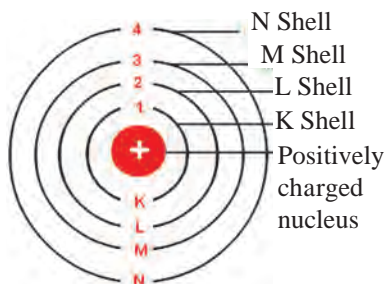 4
N Shell
3
M Shell
2
L Shell
1
K Shell
+
Positively
charged
nucleus
K
L
M
N